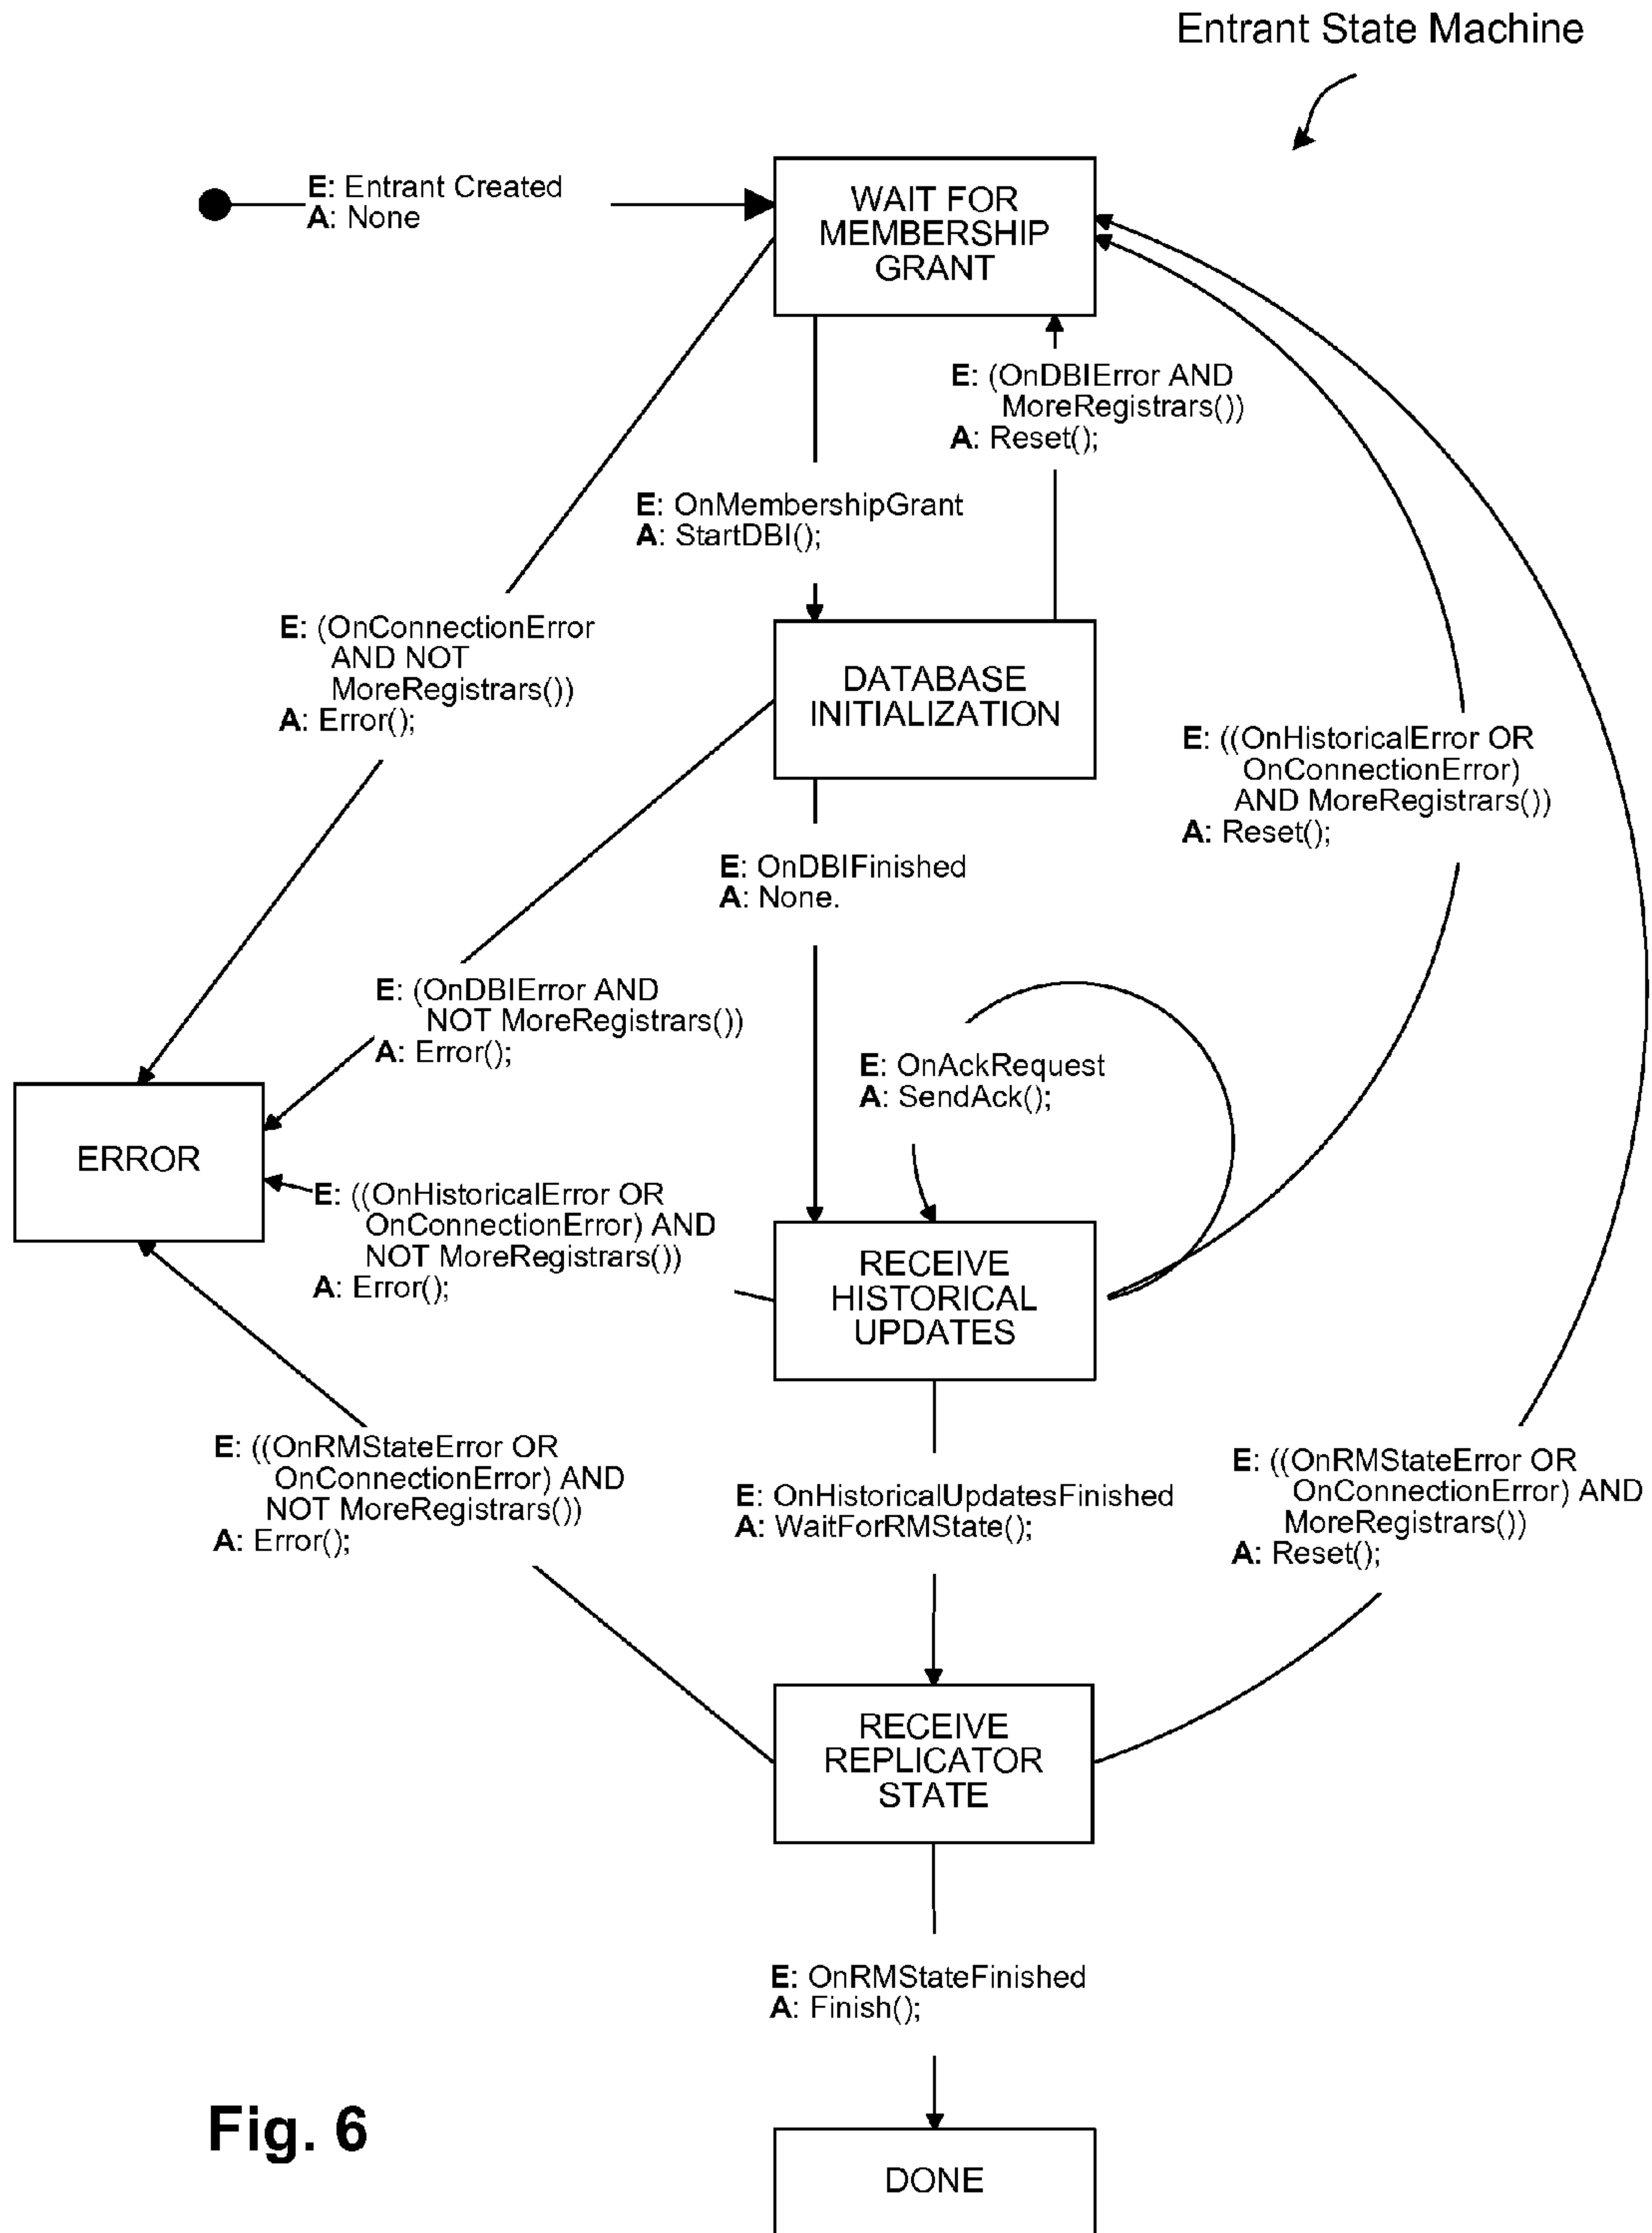 Entrant State Machine
E: Entrant Created
A: None
WAIT FOR
MEMBERSHIP
GRANT
E: (OnDBIError AND
MoreRegistrars())
A: Reset();
E: OnMembershipGrant
A: StartDBI();
E: (OnConnectionError
AND NOT
MoreRegistrars())
A: Error();
DATABASE
INITIALIZATION
E: ((OnHistoricalError OR
OnConnectionError)
AND MoreRegistrars())
A: Reset();
E: OnDBIFinished
A: None.
E: (OnDBIError AND
NOT MoreRegistrars())
A: Error();
E: OnAckRequest
A: SendAck();
ERROR
E: ((OnHistoricalError OR
OnConnectionError) AND
NOT MoreRegistrars())
A: Error();
RECEIVE
HISTORICAL
UPDATES
E: ((OnRMStateError OR
OnConnectionError) AND
NOT MoreRegistrars())
A: Error();
E: OnHistoricalUpdatesFinished
A: WaitForRMState();
E: ((OnRMStateError OR
OnConnectionError) AND
MoreRegistrars())
A: Reset();
RECEIVE
REPLICATOR
STATE
E: OnRMStateFinished
A: Finish();
Fig. 6
DONE